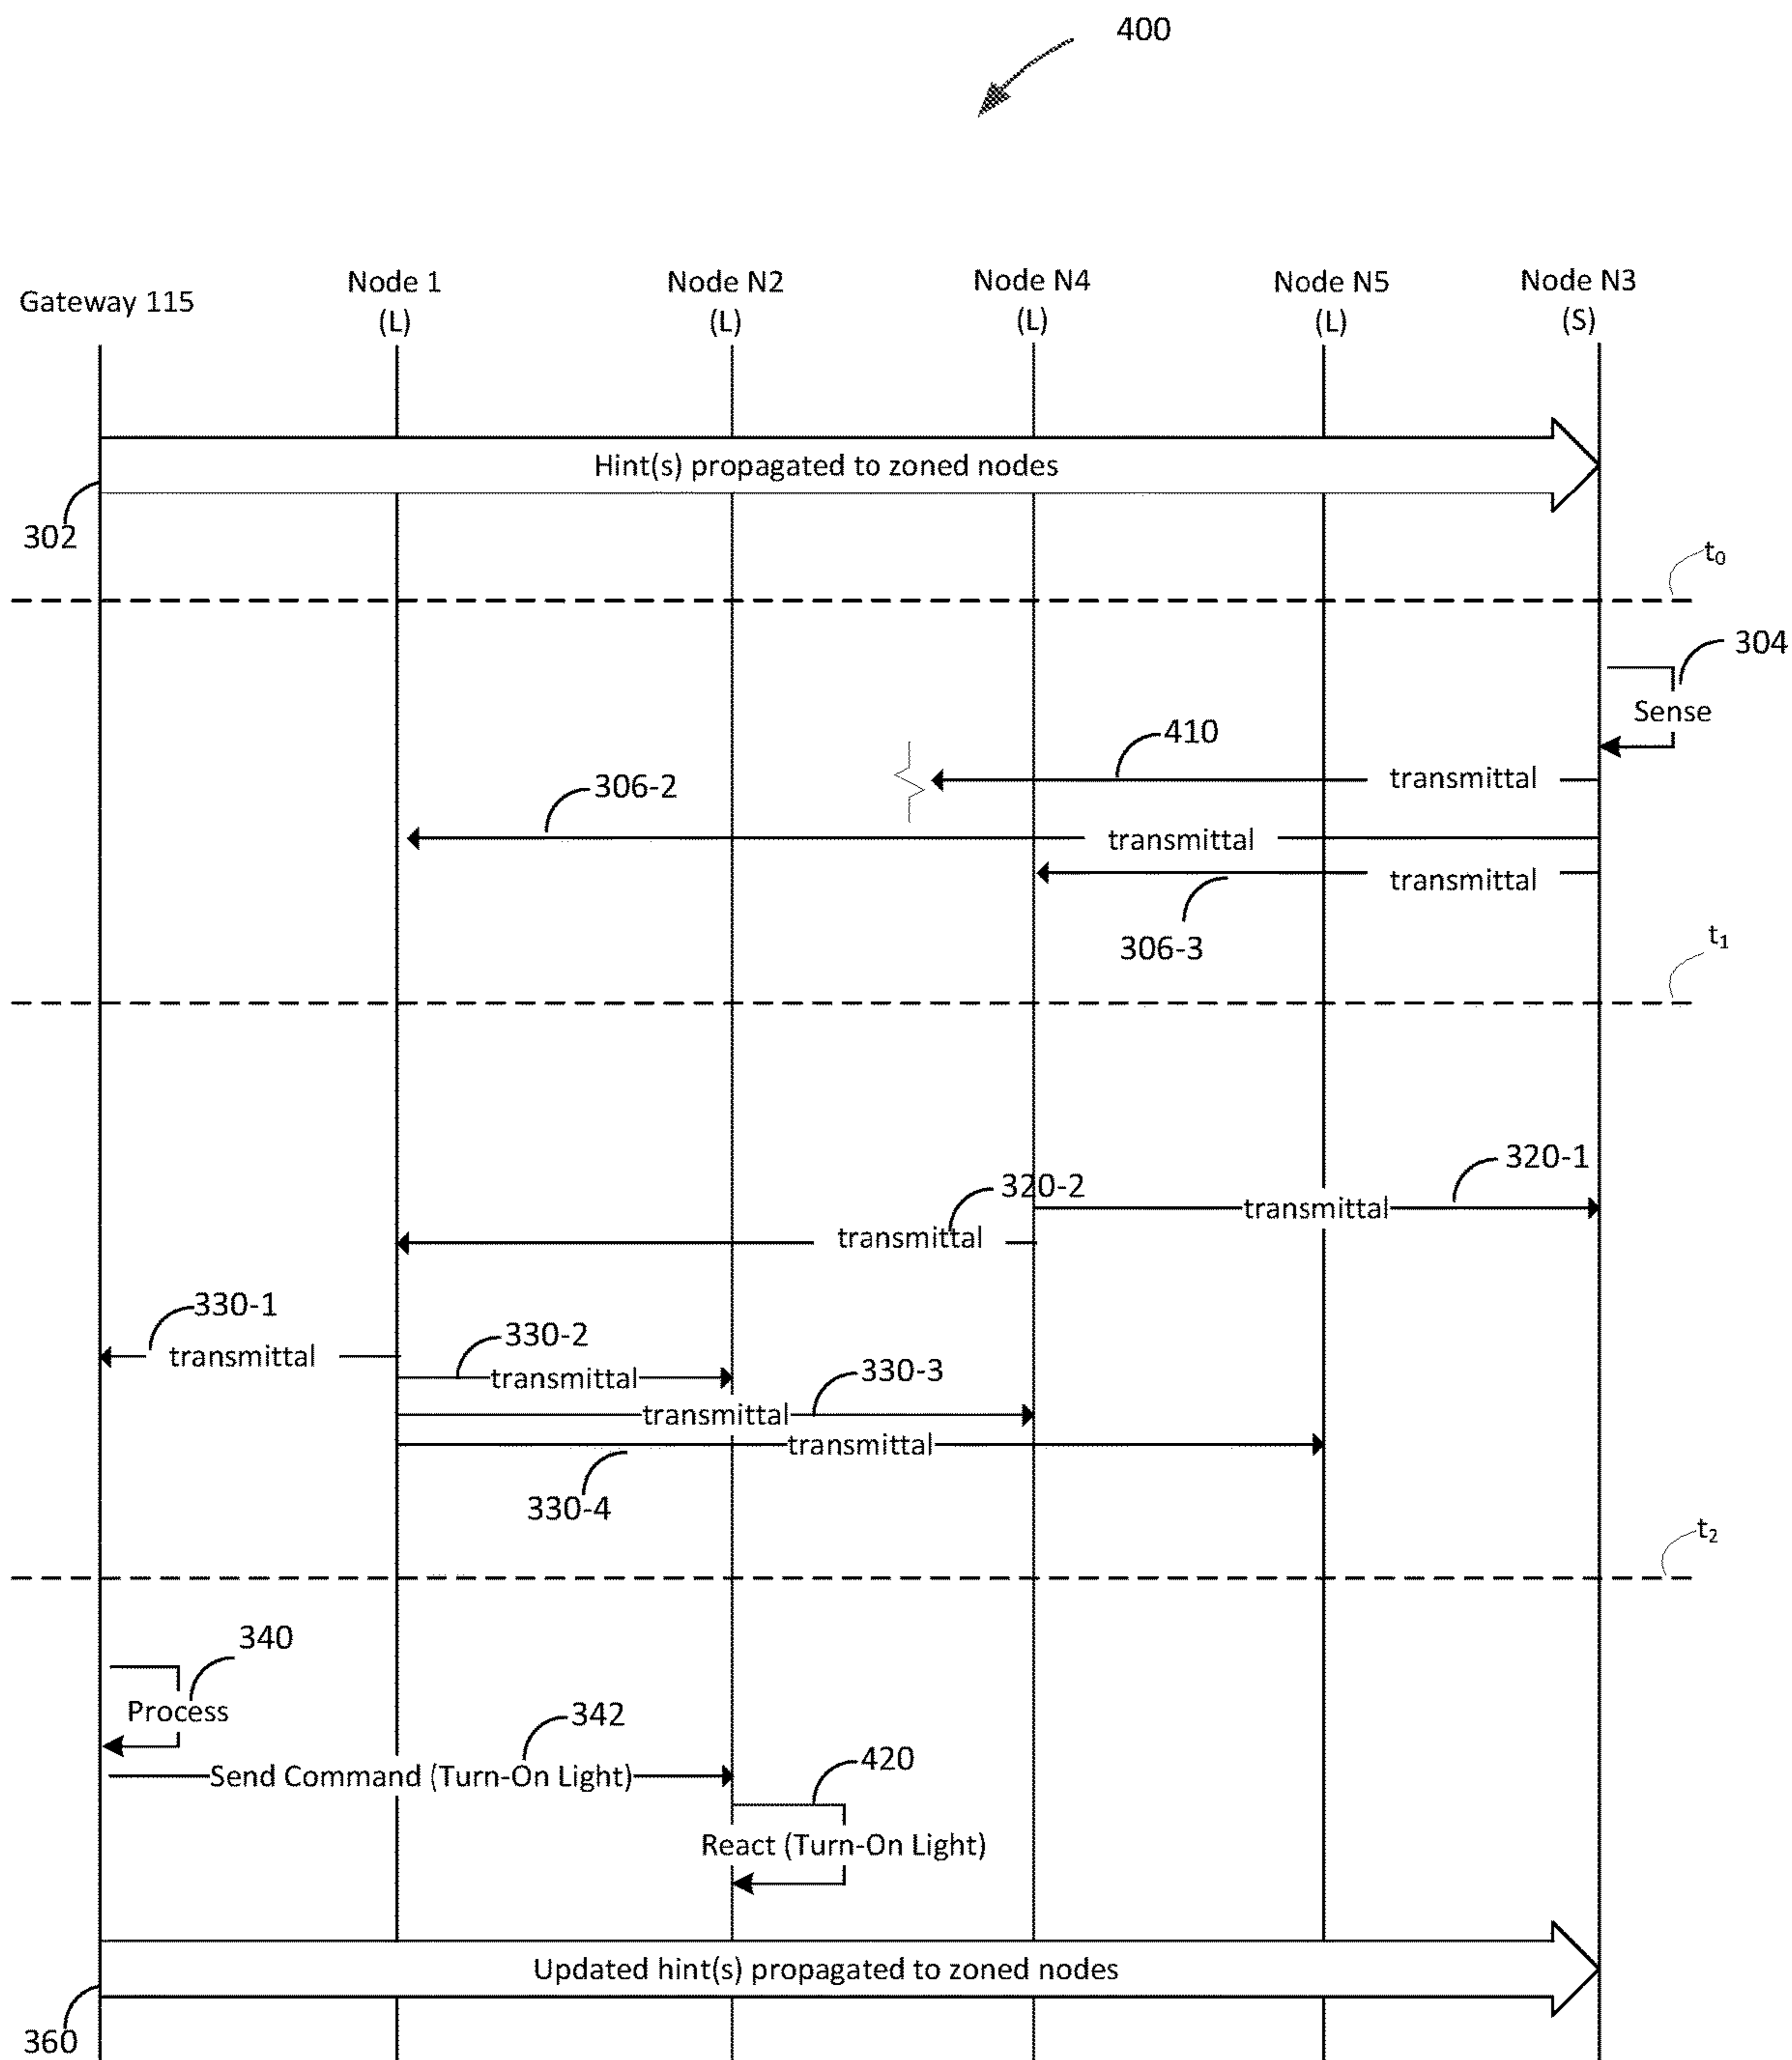 400
Gateway 115
Node 1
(L)
Node N2
(L)
Node N4
(L)
Node N5
(L)
Node N3
(S)
Hint(s) propagated to zoned nodes
302
t0
304
Sense
410
transmittal
306-2
transmittal
transmittal
306-3
t1
320-1
320-2
transmittal
transmittal
330-1
transmittal
330-2
transmittal
330-3
transmittal
transmittal
330-4
t2
340
Process
342
Send Command (Turn-On Light)
420
React (Turn-On Light)
Updated hint(s) propagated to zoned nodes
360